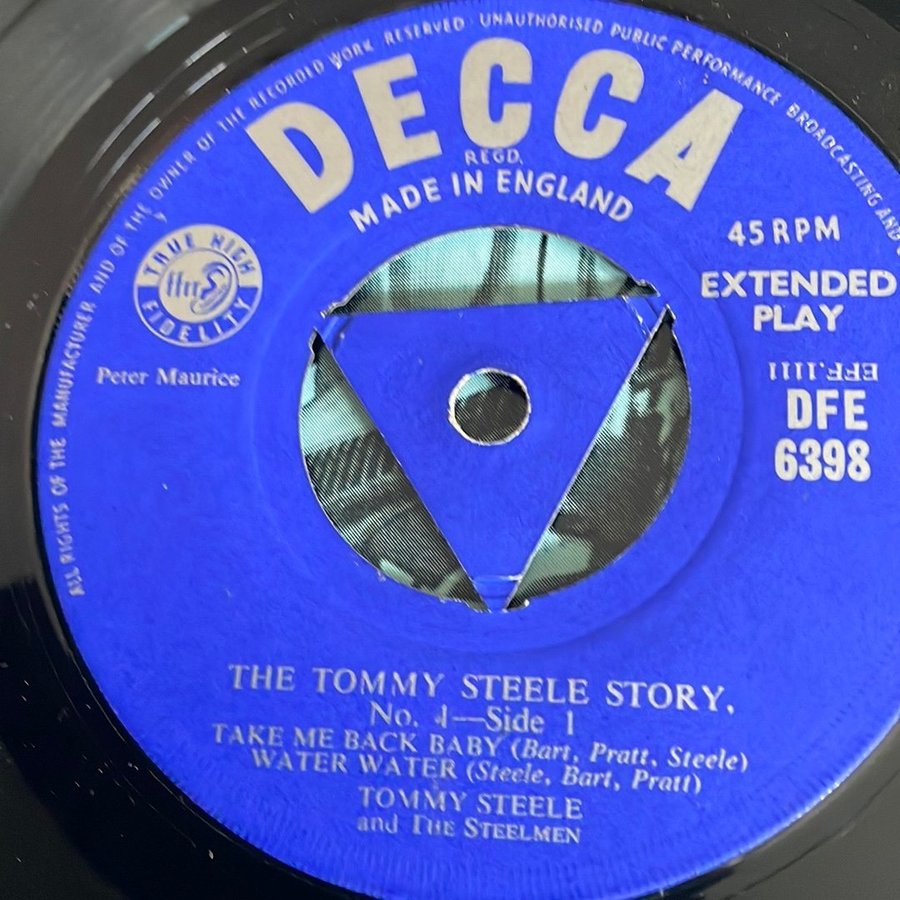 ALL RIGHTS OF THE MANUFACTURER AND OF THE OWNER OF THE RECORDED WORK RESERVED UNAUTHORISED PUBLIC PERFORMANCE BROADCASTING AND
DECCA
REGD.
MADE IN ENGLAND
TRUE HIGH
ffrr
FIDELITY
Peter Maurice
45 RPM
EXTENDED
PLAY
EFF.1111
DFE
6398
THE TOMMY STEELE STORY,
No. 1—Side 1
TAKE ME BACK BABY (Bart, Pratt, Steele)
WATER WATER (Steele, Bart, Pratt)
TOMMY STEELE
and THE STEELMEN